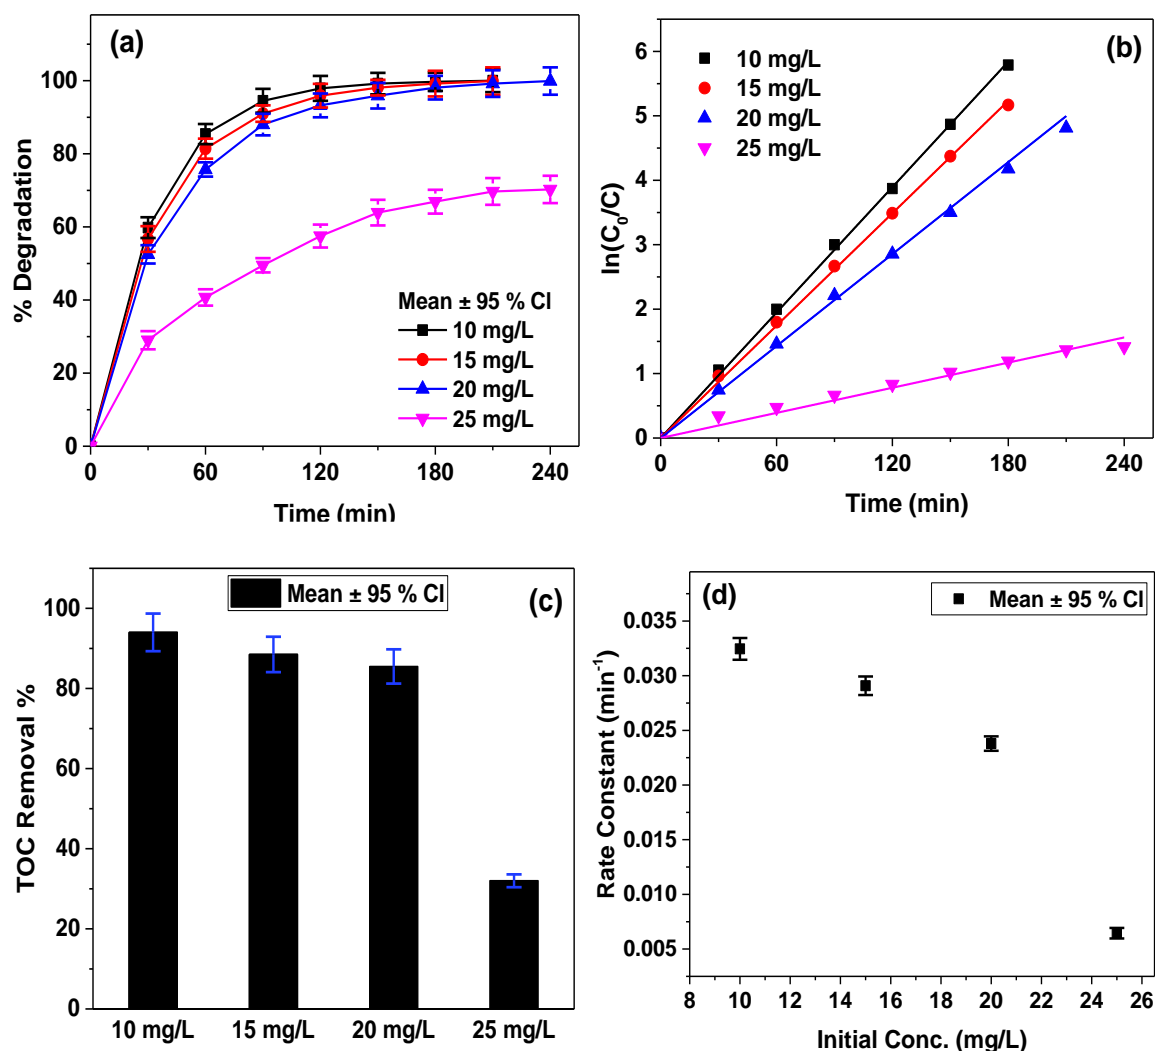 (a)
100
80
60
40
20
0
% Degradation
Mean ± 95 % CI
10 mg/L
15 mg/L
20 mg/L
25 mg/L
0 60 120 180 240
Time (min)
(b)
6
5
4
3
2
1
0
ln(C₀/C)
10 mg/L
15 mg/L
20 mg/L
25 mg/L
0 60 120 180 240
Time (min)
(c)
Mean ± 95 % CI
100
80
60
40
20
0
TOC Removal %
10 mg/L 15 mg/L 20 mg/L 25 mg/L
(d)
Mean ± 95 % CI
0.035
0.030
0.025
0.020
0.015
0.010
0.005
Rate Constant (min⁻¹)
8 10 12 14 16 18 20 22 24 26
Initial Conc. (mg/L)